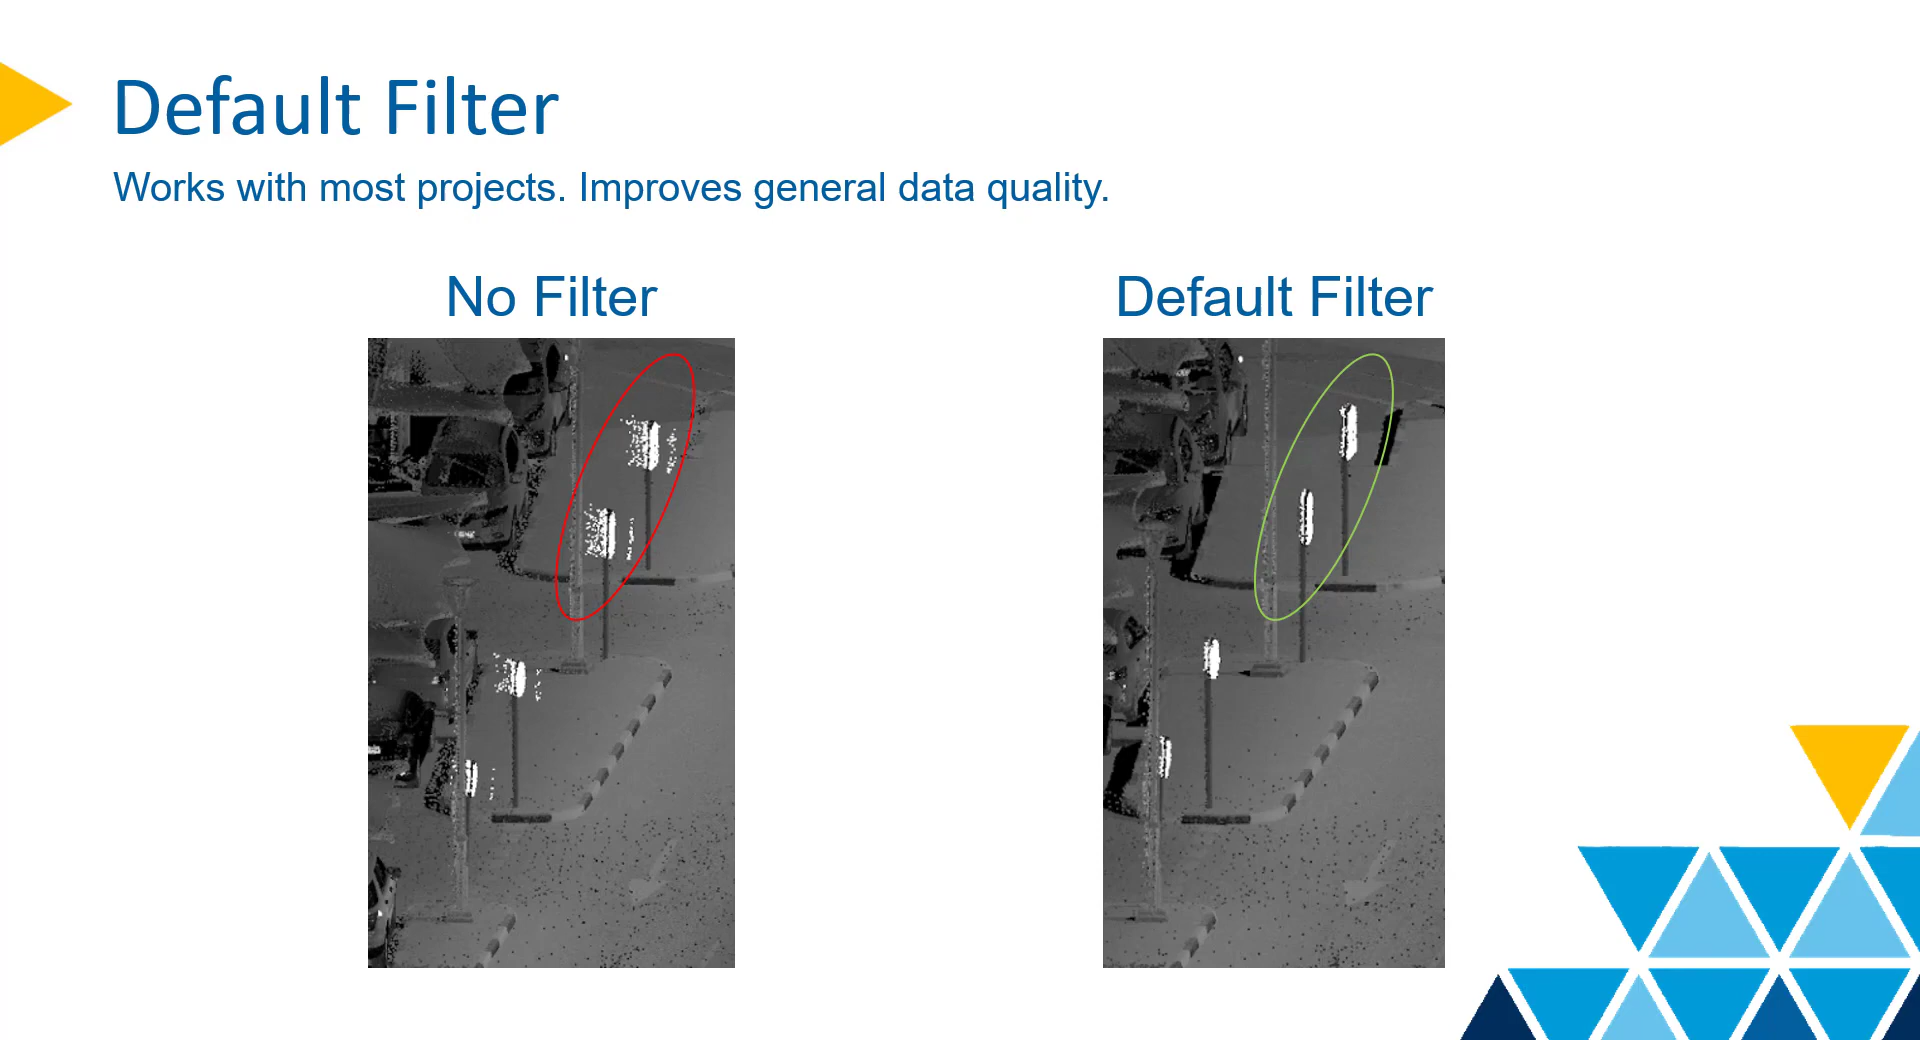 Default Filter
Works with most projects. Improves general data quality.
No Filter
Default Filter